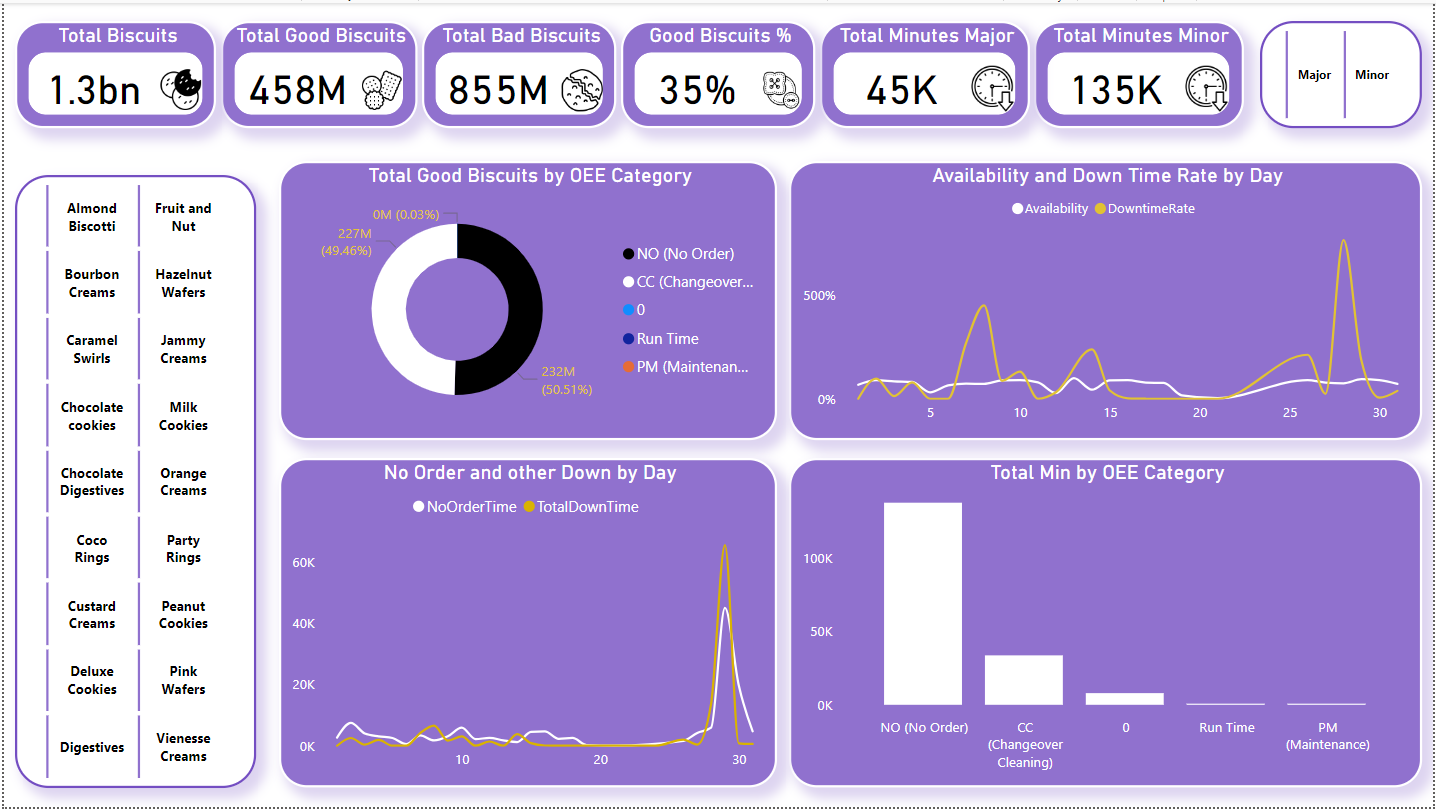 Total Biscuits
1.3bn
Total Good Biscuits
458M
Total Bad Biscuits
855M
Good Biscuits %
35%
Total Minutes Major
45K
Total Minutes Minor
135K
Major
Minor
Almond
Biscotti
Fruit and
Nut
Bourbon
Creams
Hazelnut
Wafers
Caramel
Swirls
Jammy
Creams
Chocolate
cookies
Milk
Cookies
Chocolate
Digestives
Orange
Creams
Coco
Rings
Party
Rings
Custard
Creams
Peanut
Cookies
Deluxe
Cookies
Pink
Wafers
Digestives
Vienesse
Creams
Total Good Biscuits by OEE Category
0M (0.03%)
227M
(49.46%)
232M
(50.51%)
NO (No Order)
CC (Changeover...
0
Run Time
PM (Maintenan...
Availability and Down Time Rate by Day
Availability
DowntimeRate
500%
0%
5
10
15
20
25
30
No Order and other Down by Day
NoOrderTime
TotalDownTime
60K
40K
20K
0K
10
20
30
Total Min by OEE Category
100K
50K
0K
NO (No Order)
CC
(Changeover
Cleaning)
0
Run Time
PM
(Maintenance)